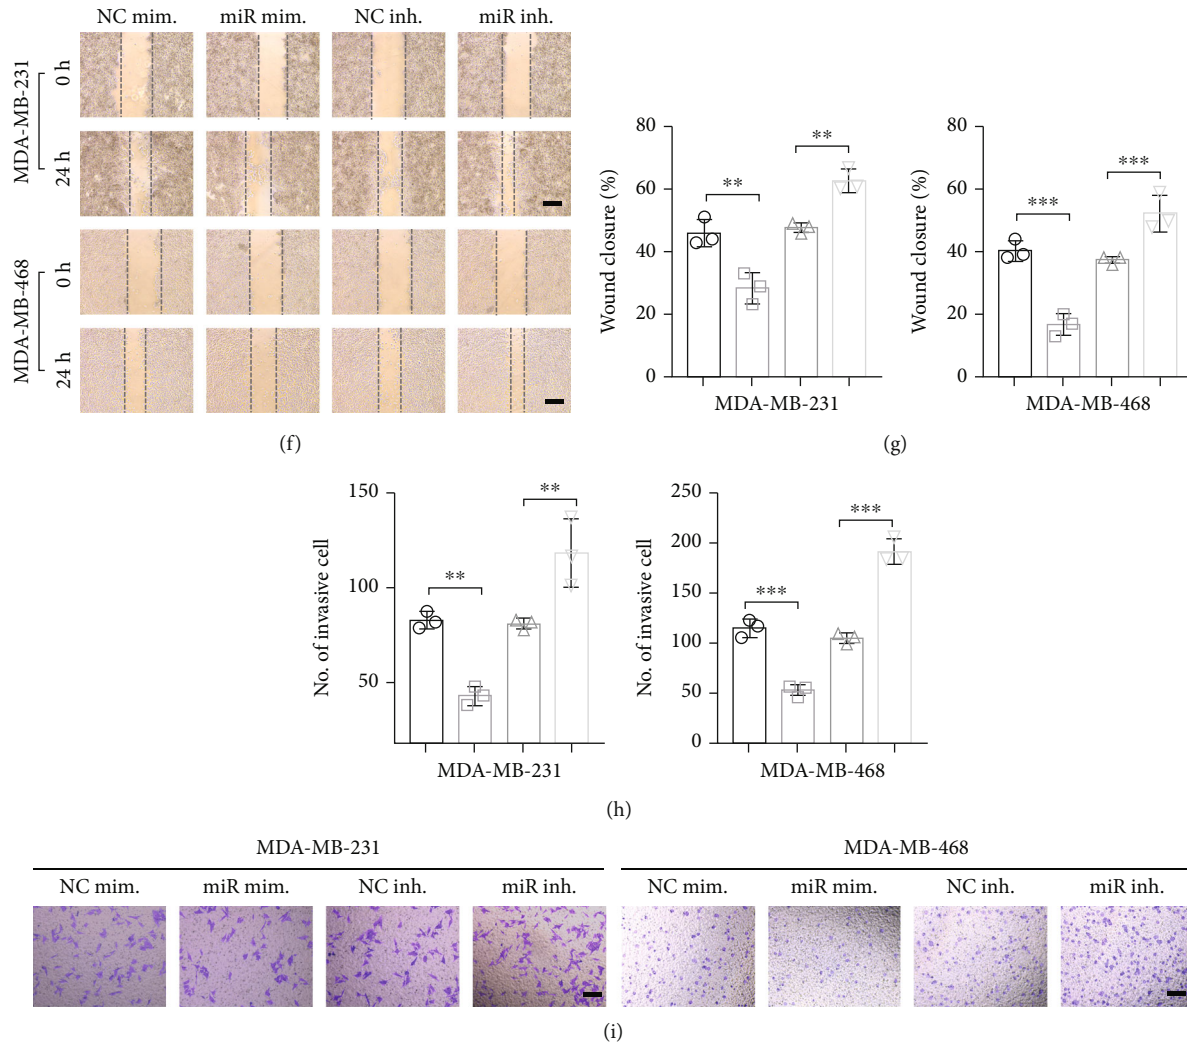 NC mim. miR mim. NC inh. miR inh.
MDA-MB-231
0 h
24 h
MDA-MB-468
0 h
24 h
(f)
Wound closure (%)
80
60
40
20
0
**
**
MDA-MB-231
Wound closure (%)
80
60
40
20
0
***
***
MDA-MB-468
(g)
No. of invasive cell
150
100
50
**
**
MDA-MB-231
No. of invasive cell
250
200
150
100
50
0
***
***
MDA-MB-468
(h)
MDA-MB-231 MDA-MB-468
NC mim. miR mim. NC inh. miR inh. NC mim. miR mim. NC inh. miR inh.
(i)